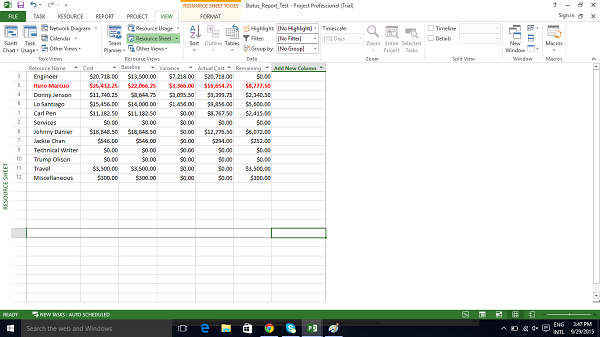 RESOURCE SHEET TOOLS Status_Report_Test - Project Professional (Trial)
FILE TASK RESOURCE REPORT PROJECT VIEW FORMAT Sign in
Gantt Chart Task Usage Network Diagram Calendar Other Views
Task Views
Team Planner Resource Usage Resource Sheet Other Views
Resource Views
Sort Outline Tables Highlight: [No Highlight] Filter: [No Filter] Group by: [No Group]
Data
Timescale: [15] Days
Zoom Entire Project Selected Tasks
Zoom
Timeline Details
Split View
New Window
Window
Macros
Macros
Resource Name Cost Baseline Variance Actual Cost Remaining Add New Column
3 Engineer $20,718.00 $13,500.00 $7,218.00 $20,718.00 $0.00
5 Hero Marcuo $25,432.25 $22,066.25 $3,366.00 $16,654.75 $8,777.50
4 Donny Jenson $11,740.25 $8,644.75 $3,095.50 $9,399.75 $2,340.50
8 Lo Santiago $15,456.00 $14,000.00 $1,456.00 $9,856.00 $5,600.00
1 Carl Pen $11,182.50 $11,182.50 $0.00 $8,767.50 $2,415.00
2 Services $0.00 $0.00 $0.00 $0.00 $0.00
6 Johnny Danier $18,848.50 $18,848.50 $0.00 $12,776.50 $6,072.00
7 Jackie Chan $546.00 $546.00 $0.00 $294.00 $252.00
9 Technical Writer $0.00 $0.00 $0.00 $0.00 $0.00
10 Trump Olison $0.00 $0.00 $0.00 $0.00 $0.00
11 Travel $3,500.00 $3,500.00 $0.00 $0.00 $3,500.00
12 Miscellaneous $300.00 $300.00 $0.00 $0.00 $300.00
RESOURCE SHEET
READY NEW TASKS : AUTO SCHEDULED
Search the web and Windows
ENG 3:47 PM
INTL 9/29/2015